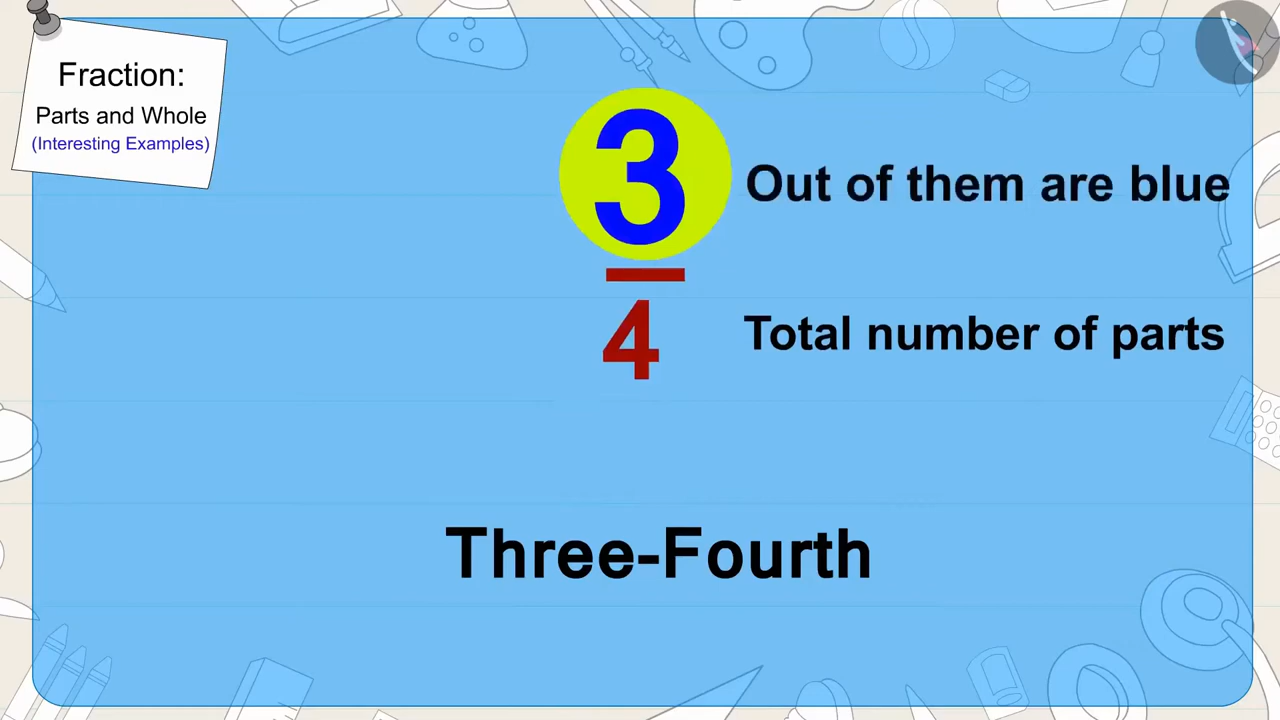 Fraction:
Parts and Whole
(Interesting Examples)
3
Out of them are blue
4
Total number of parts
Three-Fourth